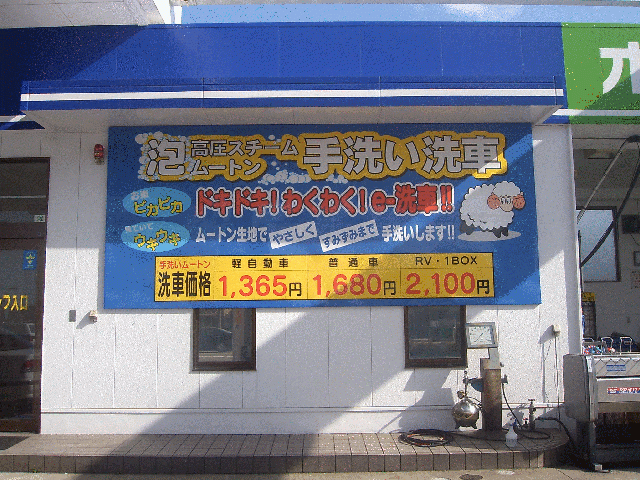 泡 高圧スチーム ムートン 手洗い洗車
ピカピカ
ドキドキ!わくわく!e-洗車!!
ウキウキ
ムートン生地で やさしく すみずみまで 手洗いします!!
手洗いムートン 軽自動車 普通車 RV・1BOX
洗車価格 1,365円 1,680円 2,100円
入口
オ